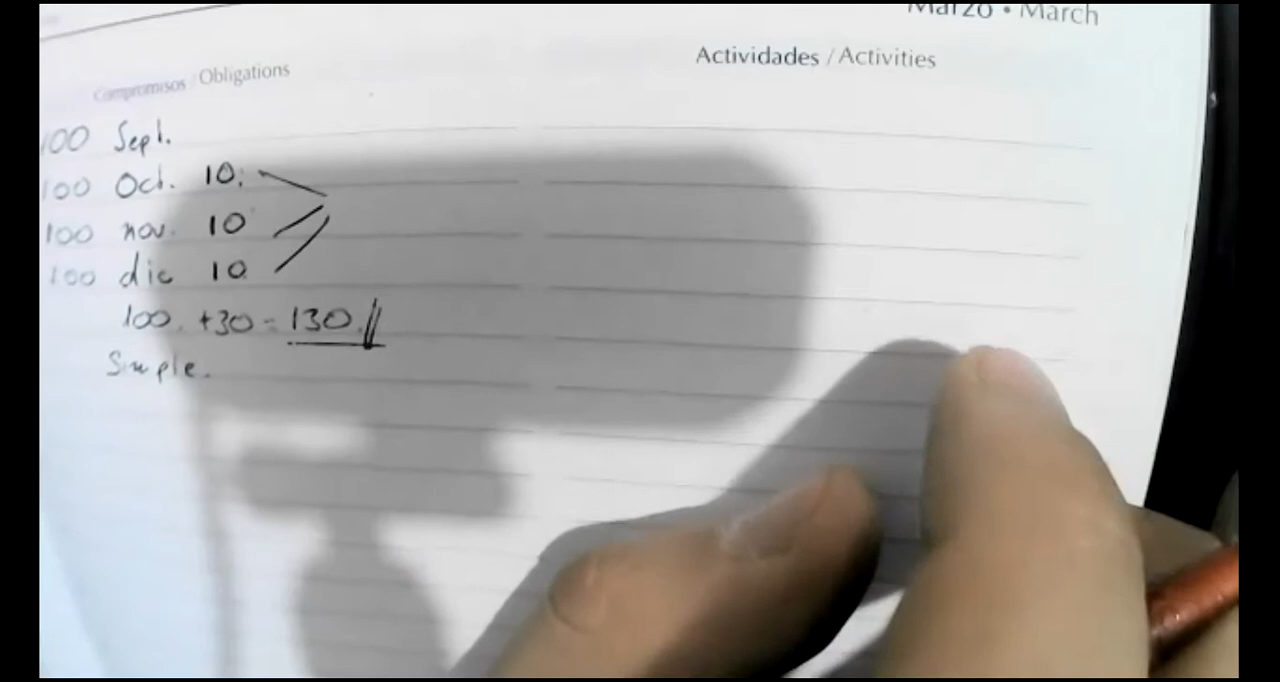 Marzo • March
Compromisos / Obligations
Actividades / Activities
100 Sept.
100 Oct. 10.
100 nov. 10
100 dic 10
100. +30 = 130.//
Simple.